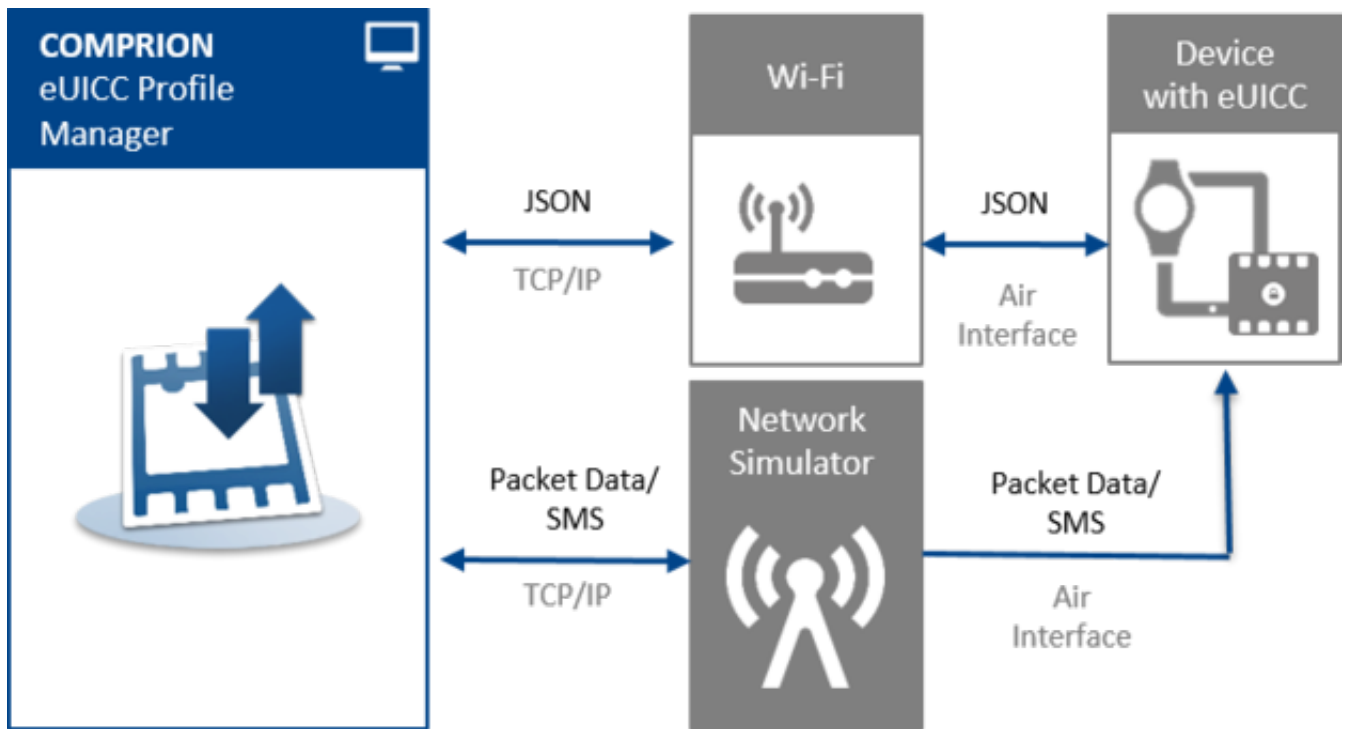 COMPRION
eUICC Profile
Manager
Wi-Fi
Device
with eUICC
JSON
TCP/IP
JSON
Air
Interface
Network
Simulator
Packet Data/
SMS
TCP/IP
Packet Data/
SMS
Air
Interface